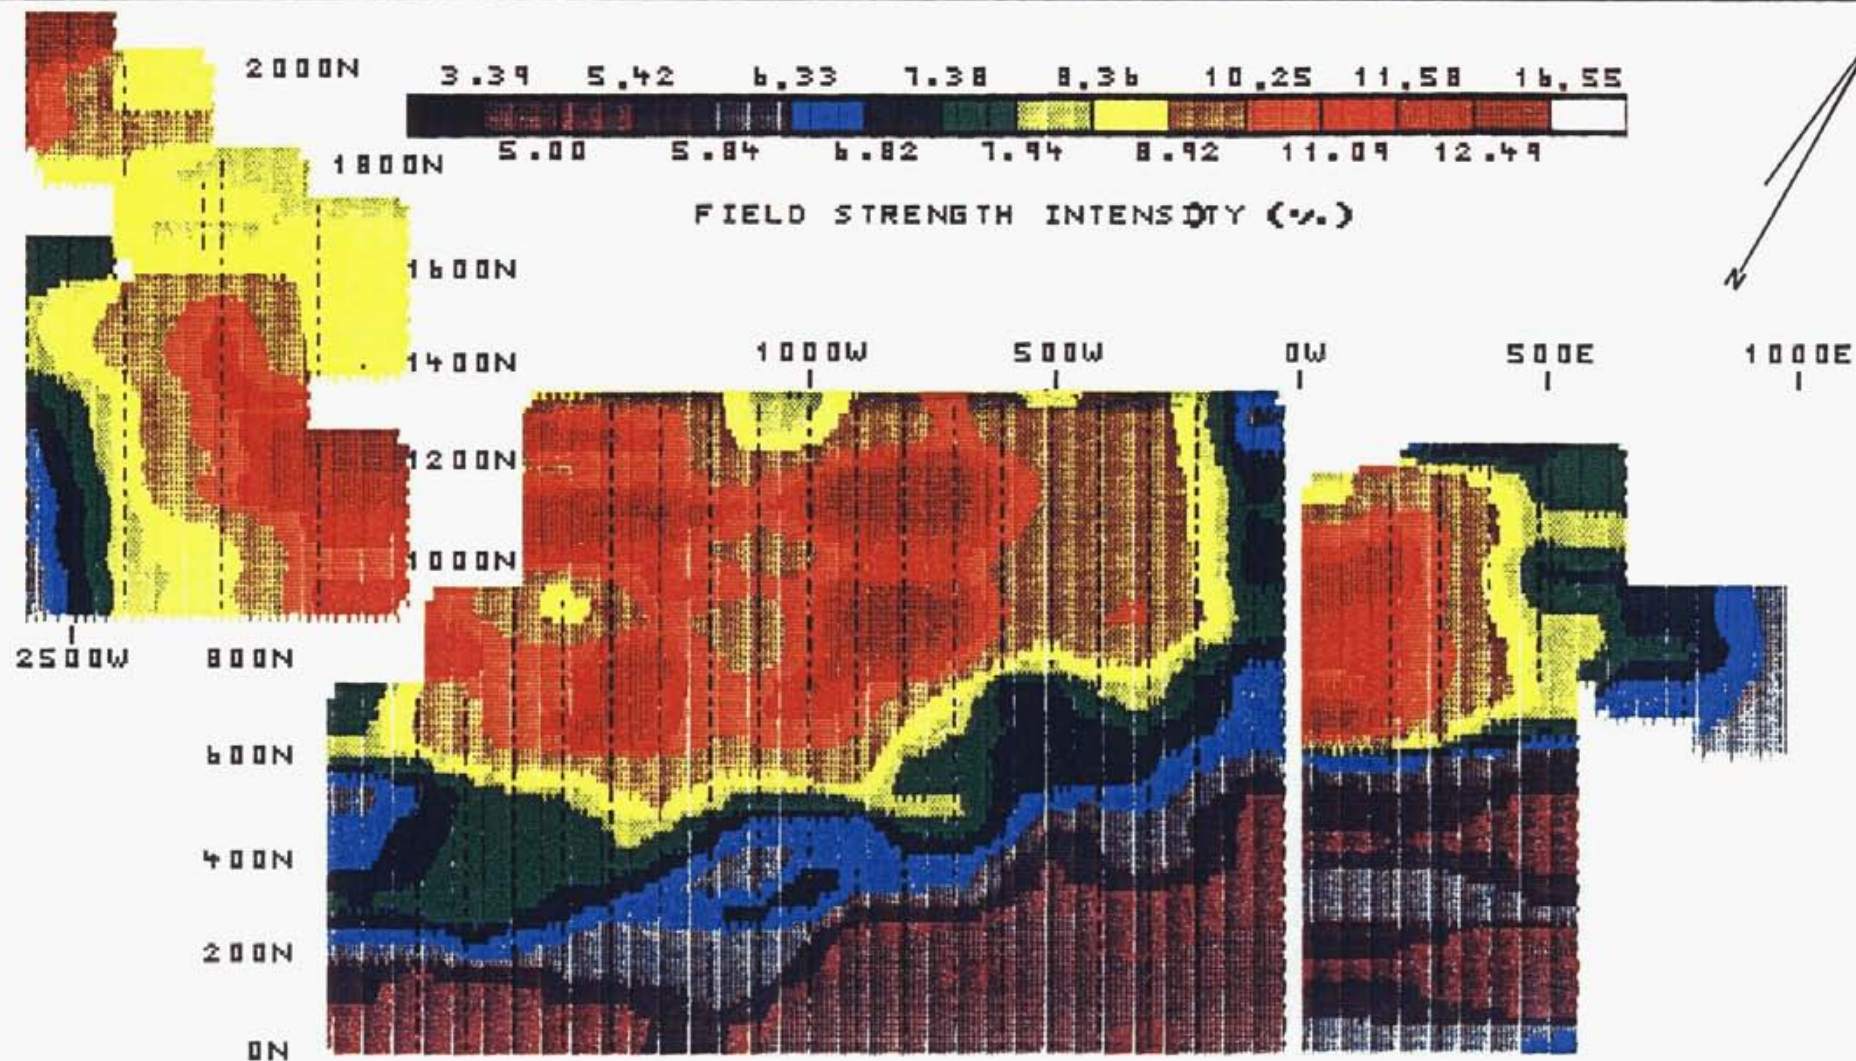 2000N
3.39 5.42 6.33 7.38 8.36 10.25 11.58 16.55
5.00 5.84 6.82 7.94 8.92 11.09 12.49
1800N
FIELD STRENGTH INTENSITY (%)
1600N
N
1400N
1000W 500W 0W 500E 1000E
1200N
1000N
2500W 800N
600N
400N
200N
0N